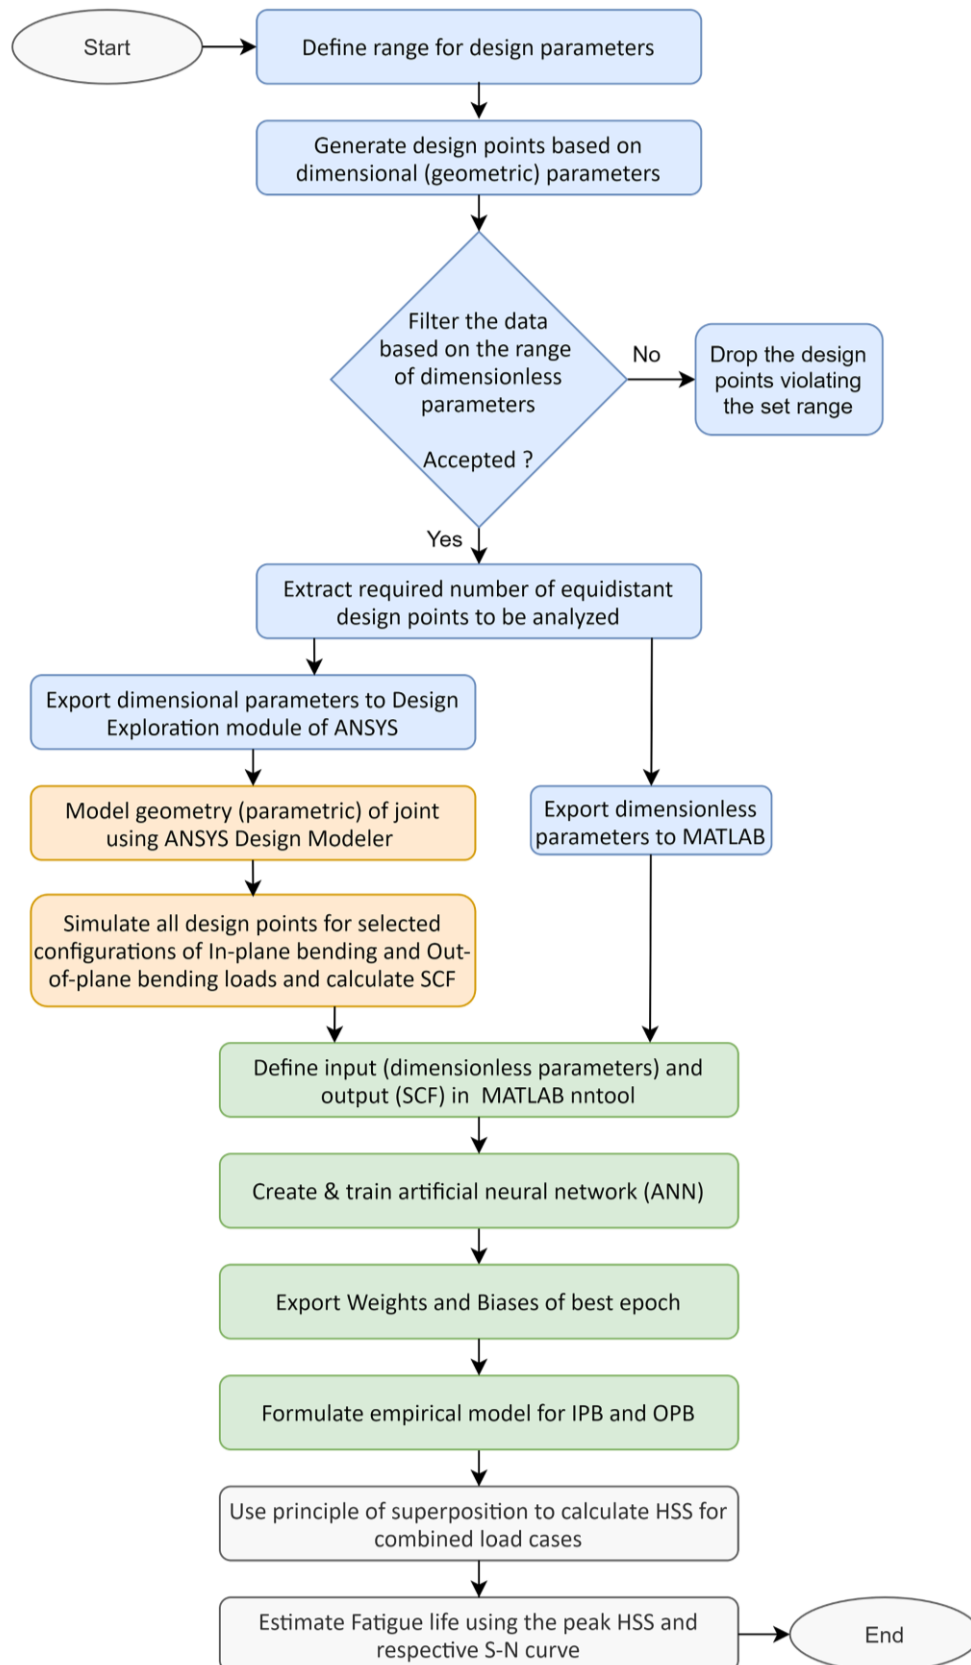 Start
Define range for design parameters
Generate design points based on
dimensional (geometric) parameters
Filter the data
based on the range
of dimensionless
parameters
Accepted ?
No
Drop the design
points violating
the set range
Yes
Extract required number of equidistant
design points to be analyzed
Export dimensional parameters to Design
Exploration module of ANSYS
Model geometry (parametric) of joint
using ANSYS Design Modeler
Export dimensionless
parameters to MATLAB
Simulate all design points for selected
configurations of In-plane bending and Out-
of-plane bending loads and calculate SCF
Define input (dimensionless parameters) and
output (SCF) in MATLAB nntool
Create & train artificial neural network (ANN)
Export Weights and Biases of best epoch
Formulate empirical model for IPB and OPB
Use principle of superposition to calculate HSS for
combined load cases
Estimate Fatigue life using the peak HSS and
respective S-N curve
End